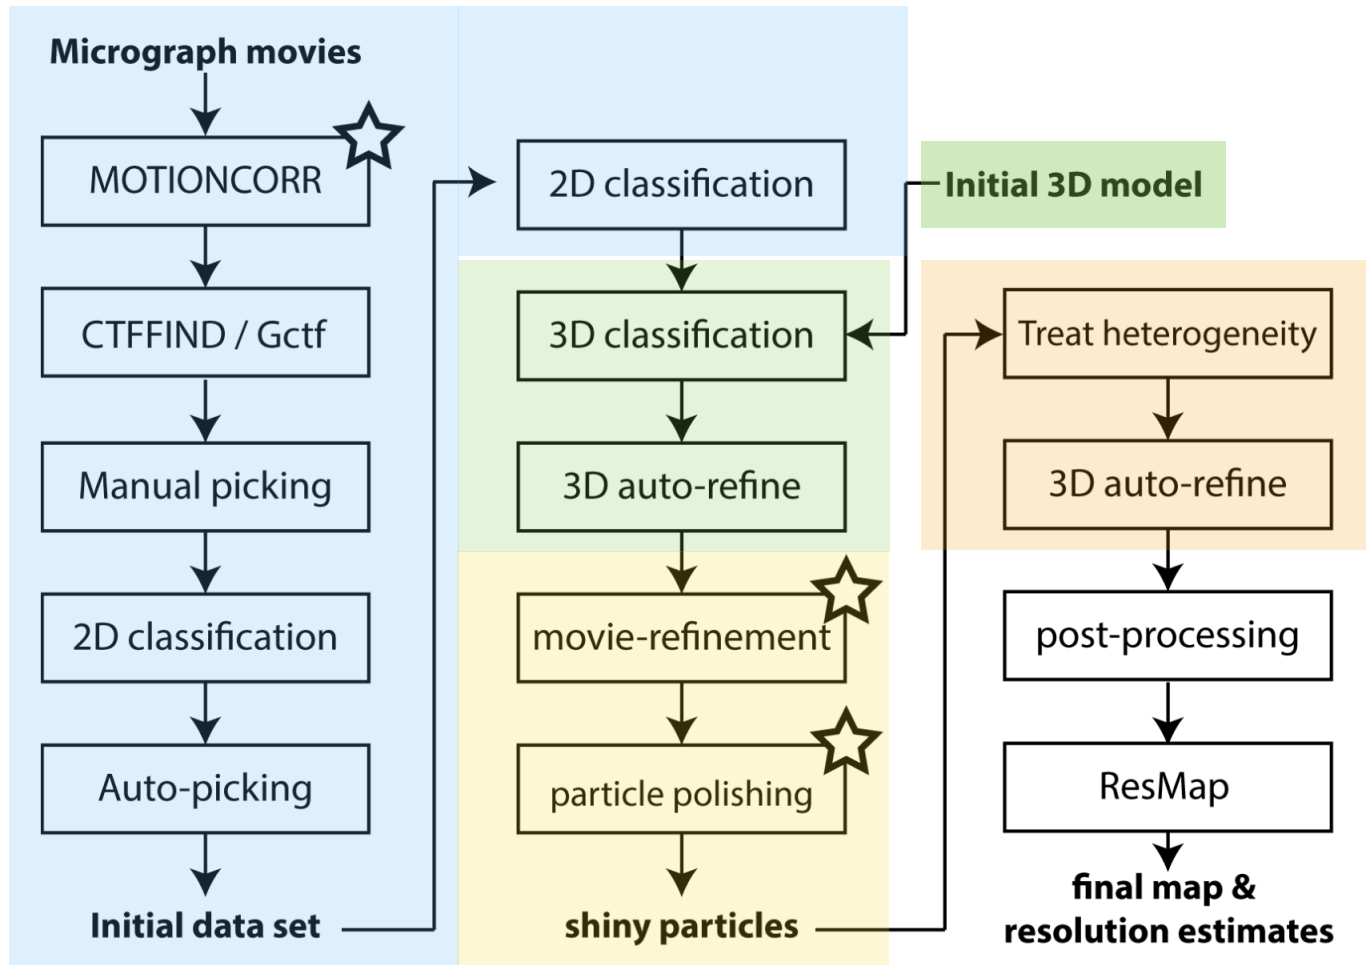 Micrograph movies
MOTIONCORR
CTFFIND / Gctf
Manual picking
2D classification
Auto-picking
Initial data set
2D classification
Initial 3D model
3D classification
3D auto-refine
movie-refinement
particle polishing
shiny particles
Treat heterogeneity
3D auto-refine
post-processing
ResMap
final map &
resolution estimates